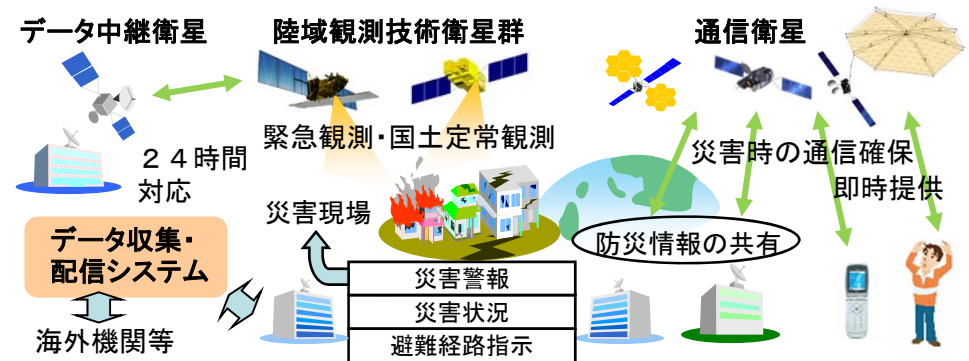 データ中継衛星
陸域観測技術衛星群
通信衛星
緊急観測・国土定常観測
２４時間
対応
災害時の通信確保
即時提供
災害現場
データ収集・
配信システム
防災情報の共有
災害警報
災害状況
避難経路指示
海外機関等